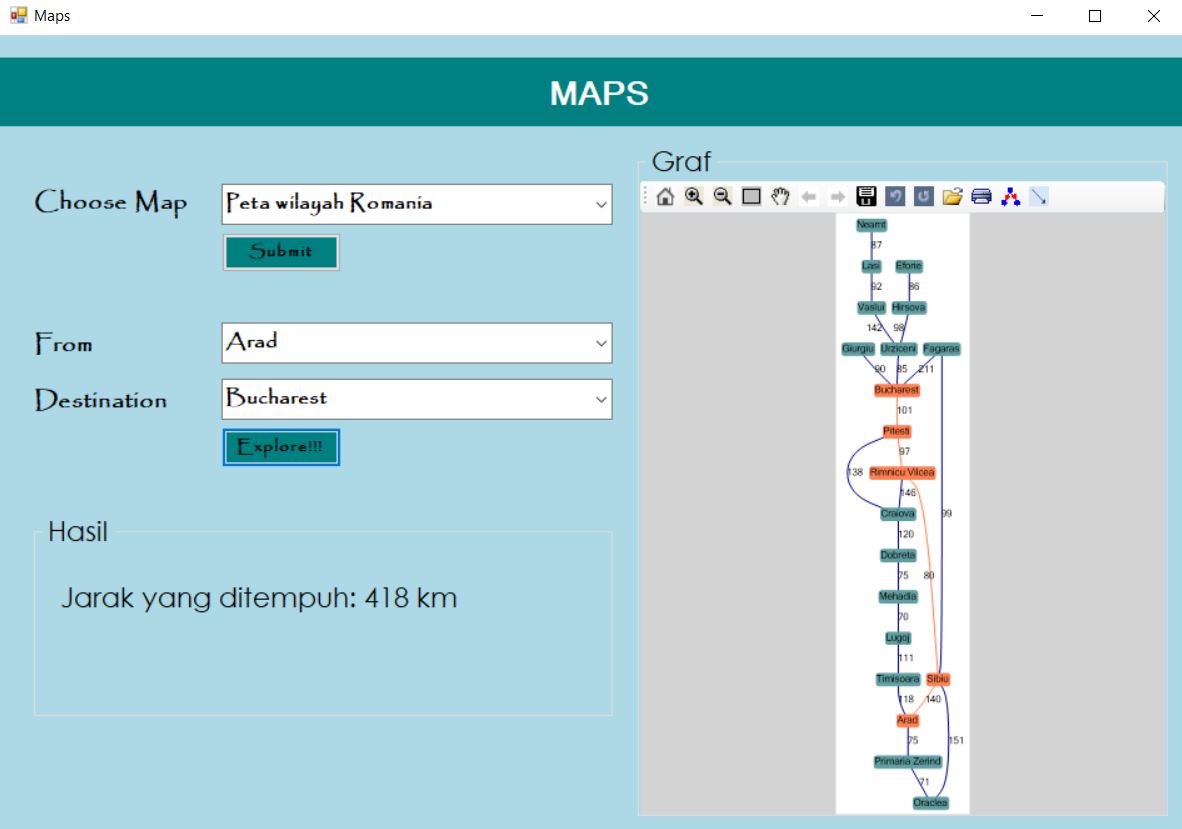 Maps
MAPS
Choose Map
Peta wilayah Romania
Submit
From
Arad
Destination
Bucharest
Explore!!!
Hasil
Jarak yang ditempuh: 418 km
Graf
Neamt
87
Lasi
Eforie
92
86
Vaslui
Hirsova
142
98
Giurgiu
Urziceni
Fagaras
90
85
211
Bucharest
101
Pitesti
97
138
Rimnicu Vilcea
146
Craiova
99
120
Dobreta
75
80
Mehadia
70
Lugoj
111
Timisoara
Sibiu
118
140
Arad
75
151
Primaria Zerind
71
Oraclea